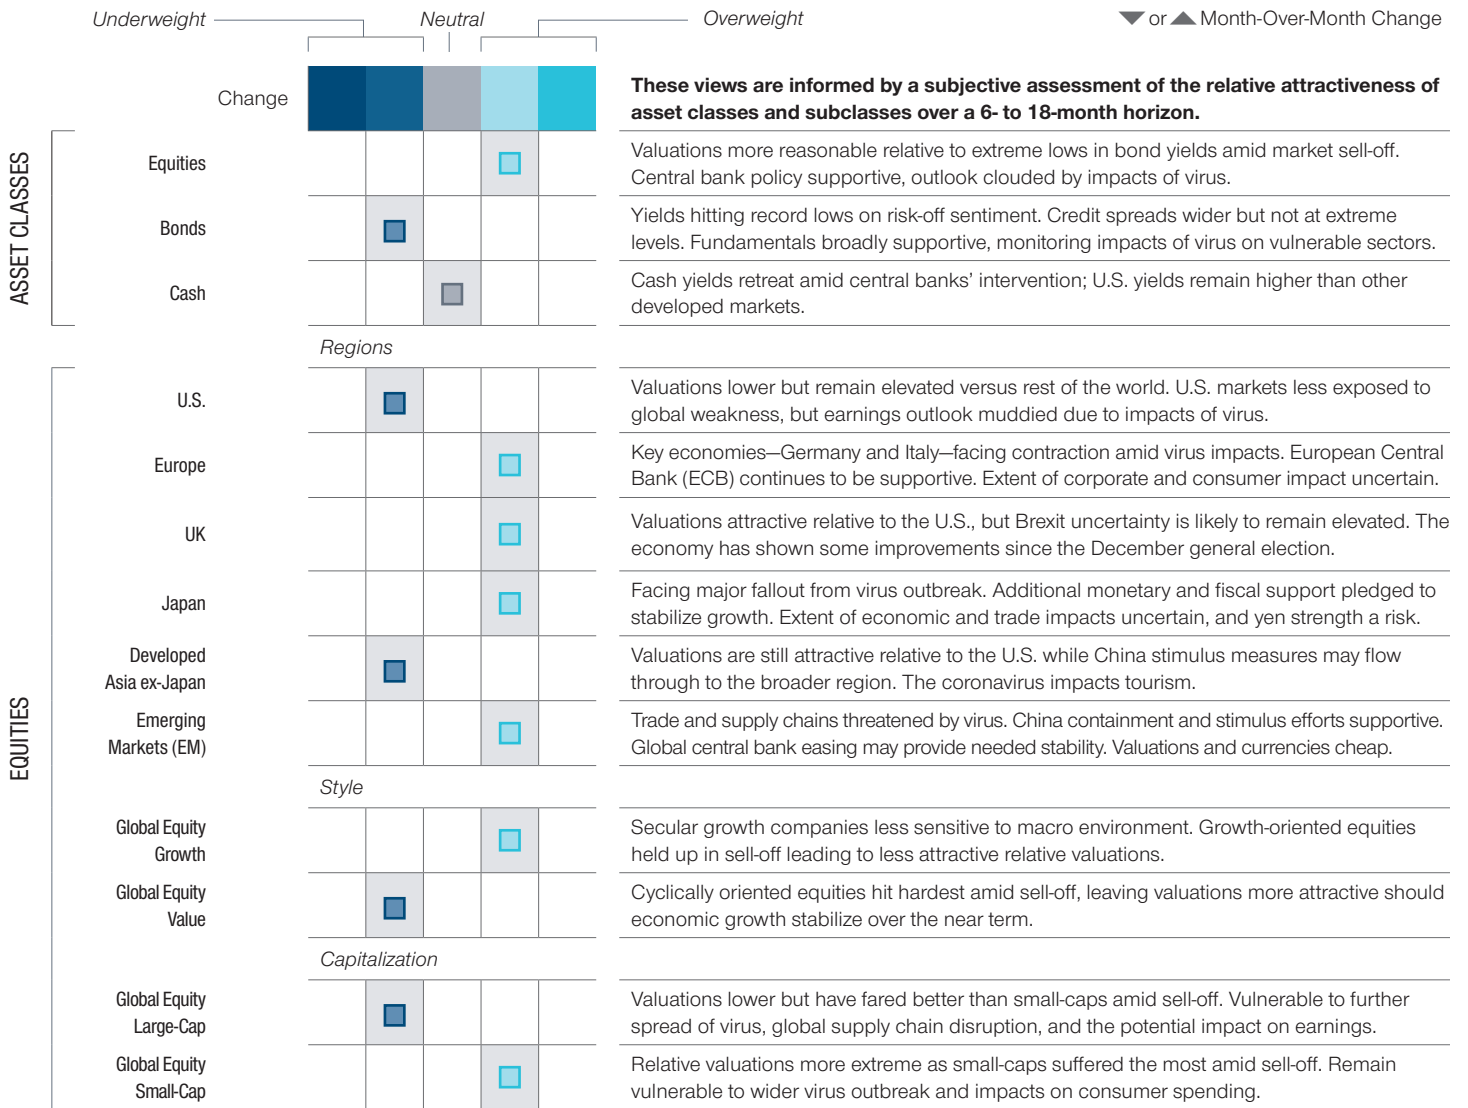 Underweight
Neutral
Overweight
or Month-Over-Month Change
Change
These views are informed by a subjective assessment of the relative attractiveness of
asset classes and subclasses over a 6- to 18-month horizon.
ASSET CLASSES
Equities
Valuations more reasonable relative to extreme lows in bond yields amid market sell-off.
Central bank policy supportive, outlook clouded by impacts of virus.
Bonds
Yields hitting record lows on risk-off sentiment. Credit spreads wider but not at extreme
levels. Fundamentals broadly supportive, monitoring impacts of virus on vulnerable sectors.
Cash
Cash yields retreat amid central banks’ intervention; U.S. yields remain higher than other
developed markets.
EQUITIES
Regions
U.S.
Valuations lower but remain elevated versus rest of the world. U.S. markets less exposed to
global weakness, but earnings outlook muddied due to impacts of virus.
Europe
Key economies—Germany and Italy—facing contraction amid virus impacts. European Central
Bank (ECB) continues to be supportive. Extent of corporate and consumer impact uncertain.
UK
Valuations attractive relative to the U.S., but Brexit uncertainty is likely to remain elevated. The
economy has shown some improvements since the December general election.
Japan
Facing major fallout from virus outbreak. Additional monetary and fiscal support pledged to
stabilize growth. Extent of economic and trade impacts uncertain, and yen strength a risk.
Developed
Asia ex-Japan
Valuations are still attractive relative to the U.S. while China stimulus measures may flow
through to the broader region. The coronavirus impacts tourism.
Emerging
Markets (EM)
Trade and supply chains threatened by virus. China containment and stimulus efforts supportive.
Global central bank easing may provide needed stability. Valuations and currencies cheap.
Style
Global Equity
Growth
Secular growth companies less sensitive to macro environment. Growth-oriented equities
held up in sell-off leading to less attractive relative valuations.
Global Equity
Value
Cyclically oriented equities hit hardest amid sell-off, leaving valuations more attractive should
economic growth stabilize over the near term.
Capitalization
Global Equity
Large-Cap
Valuations lower but have fared better than small-caps amid sell-off. Vulnerable to further
spread of virus, global supply chain disruption, and the potential impact on earnings.
Global Equity
Small-Cap
Relative valuations more extreme as small-caps suffered the most amid sell-off. Remain
vulnerable to wider virus outbreak and impacts on consumer spending.